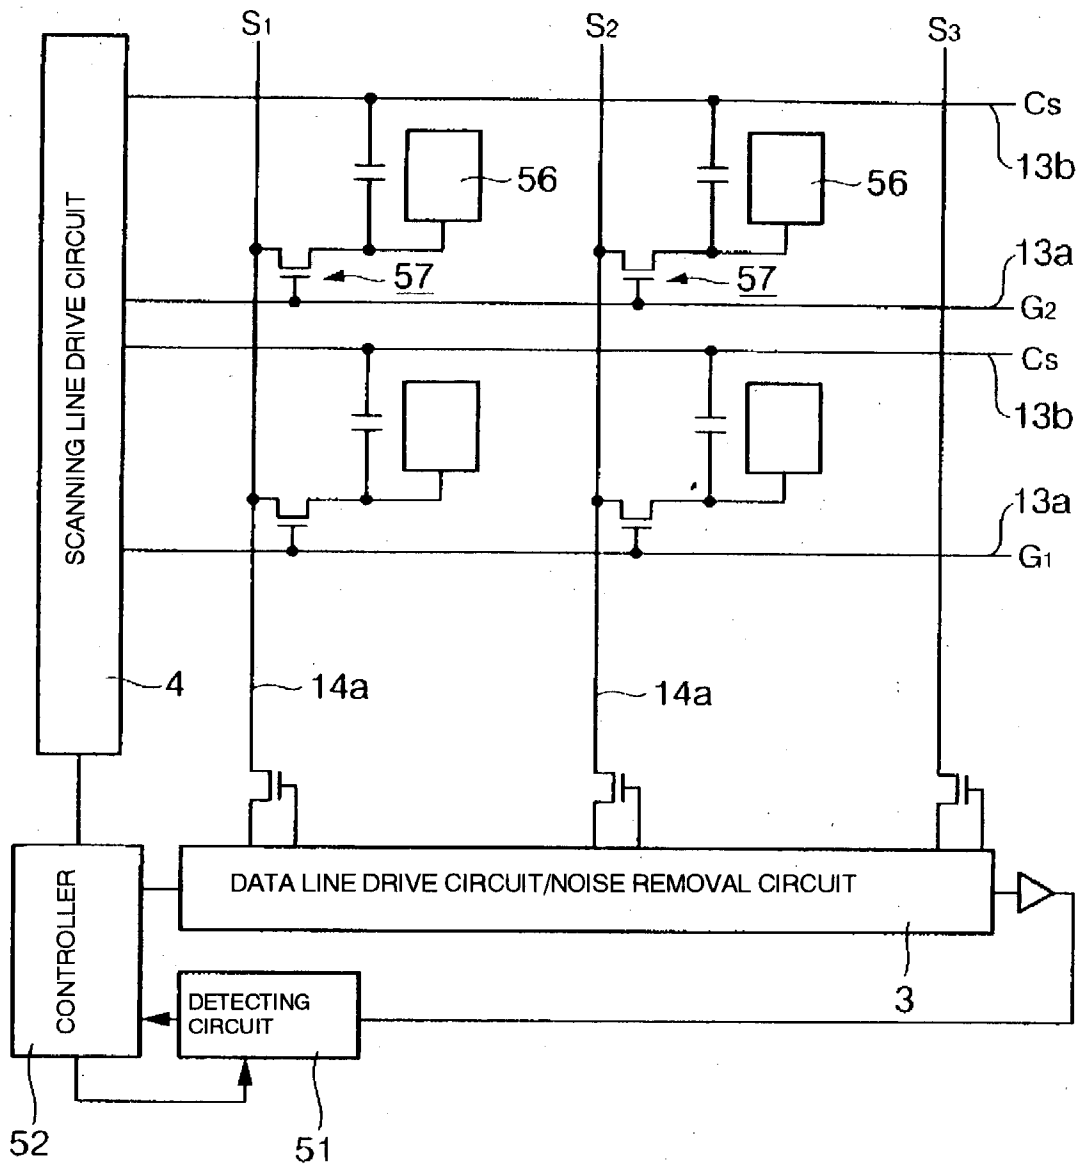 S1 S2 S3
Cs
13b
56 56
13a
57 57
G2
Cs
13b
13a
G1
SCANNING LINE DRIVE CIRCUIT
4
14a 14a
DATA LINE DRIVE CIRCUIT/NOISE REMOVAL CIRCUIT
3
CONTROLLER
DETECTING
CIRCUIT
52
51